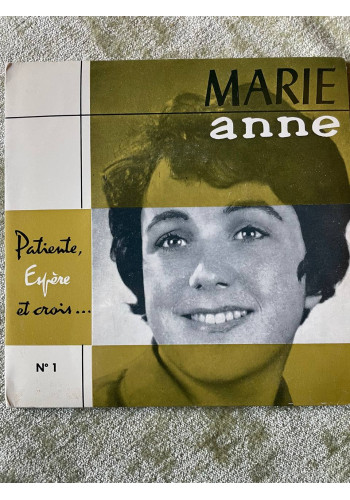 MARIE
anne
Patiente,
Espère
et crois...
N° 1